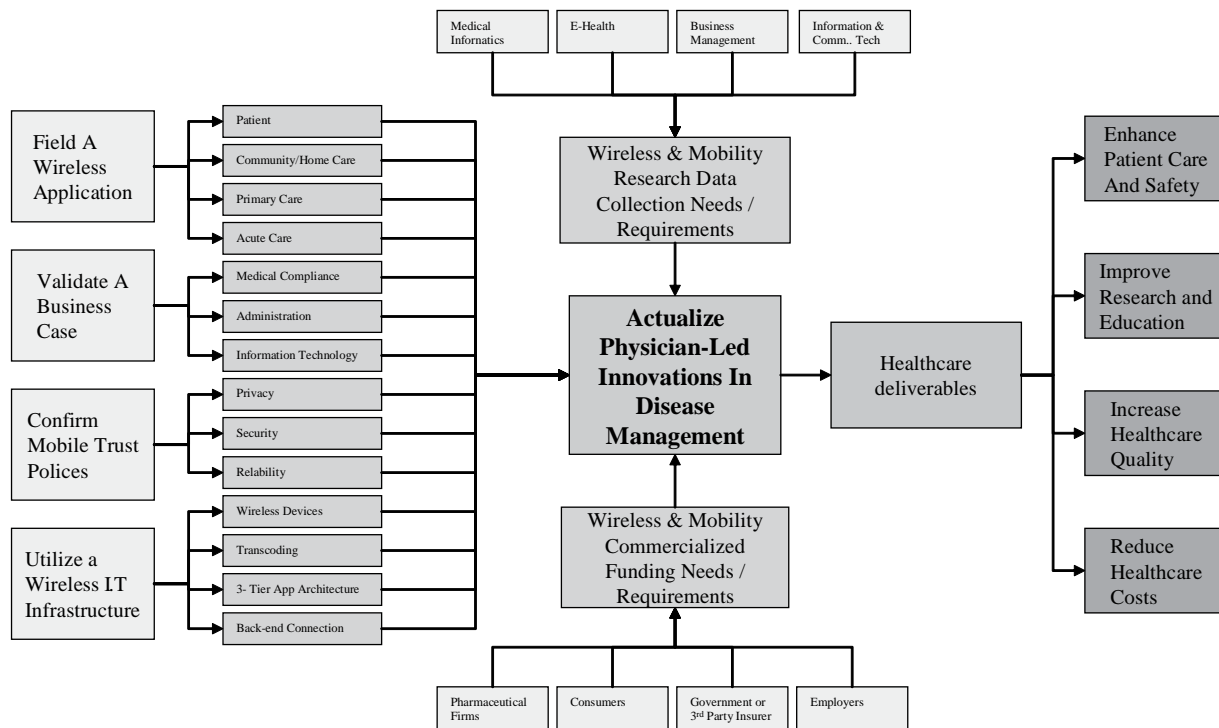 Medical
Infornatics
E-Health
Business
Management
Information &
Comm.. Tech
Field A
Wireless
Application
Patient
Community/Home Care
Primary Care
Acute Care
Validate A
Business
Case
Medical Compliance
Administration
Information Technology
Confirm
Mobile Trust
Polices
Privacy
Security
Relability
Utilize a
Wireless I.T
Infrastructure
Wireless Devices
Transcoding
3- Tier App Architecture
Back-end Connection
Wireless & Mobility
Research Data
Collection Needs /
Requirements
Actualize
Physician-Led
Innovations In
Disease
Management
Wireless & Mobility
Commercialized
Funding Needs /
Requirements
Pharmaceutical
Firms
Consumers
Government or
3rd Party Insurer
Employers
Healthcare
deliverables
Enhance
Patient Care
And Safety
Improve
Research and
Education
Increase
Healthcare
Quality
Reduce
Healthcare
Costs